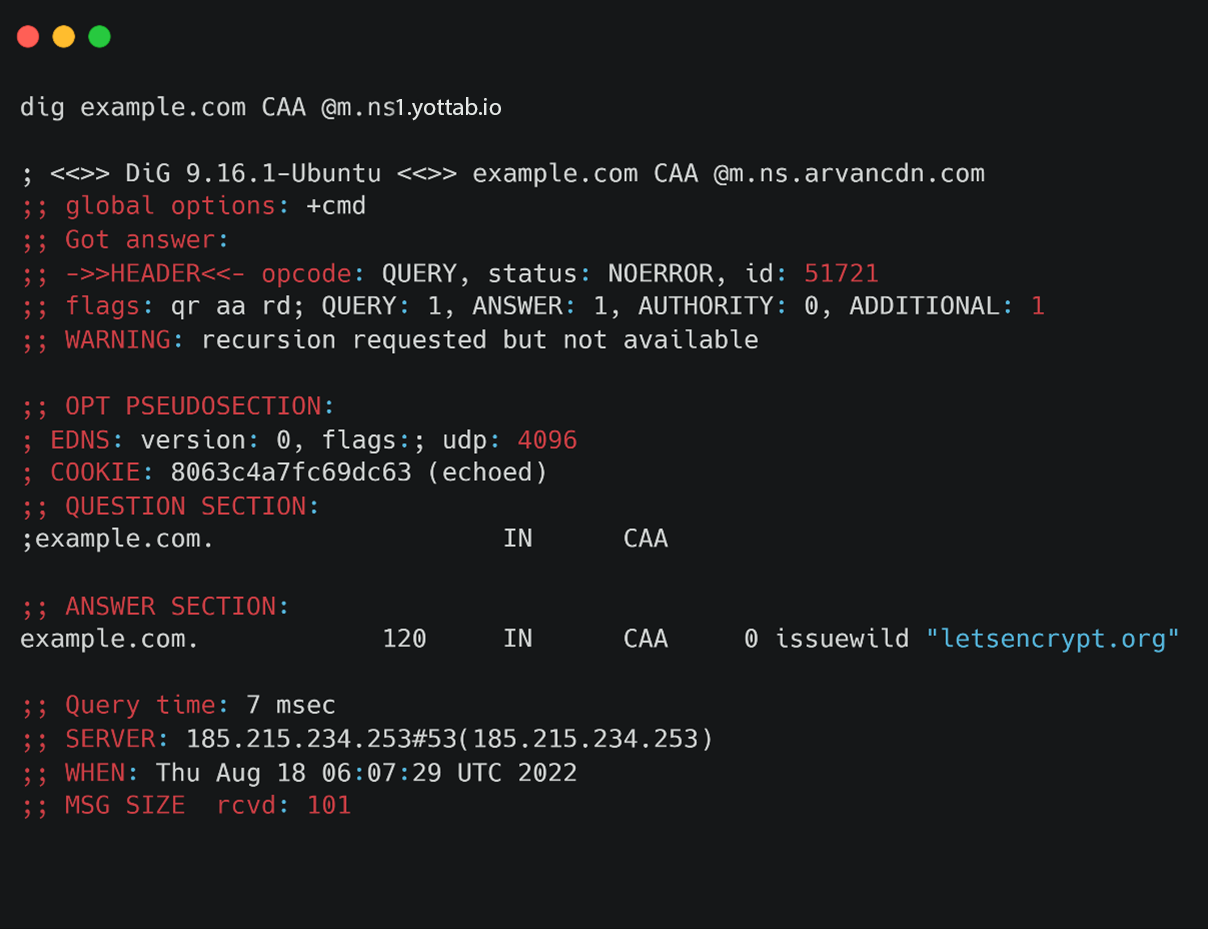 dig example.com CAA @m.ns1.yottab.io
; <<>> DiG 9.16.1-Ubuntu <<>> example.com CAA @m.ns.arvancdn.com
;; global options: +cmd
;; Got answer:
;; ->>HEADER<<- opcode: QUERY, status: NOERROR, id: 51721
;; flags: qr aa rd; QUERY: 1, ANSWER: 1, AUTHORITY: 0, ADDITIONAL: 1
;; WARNING: recursion requested but not available
;; OPT PSEUDOSECTION:
; EDNS: version: 0, flags:; udp: 4096
; COOKIE: 8063c4a7fc69dc63 (echoed)
;; QUESTION SECTION:
;example.com. IN CAA
;; ANSWER SECTION:
example.com. 120 IN CAA 0 issuewild "letsencrypt.org"
;; Query time: 7 msec
;; SERVER: 185.215.234.253#53(185.215.234.253)
;; WHEN: Thu Aug 18 06:07:29 UTC 2022
;; MSG SIZE  rcvd: 101